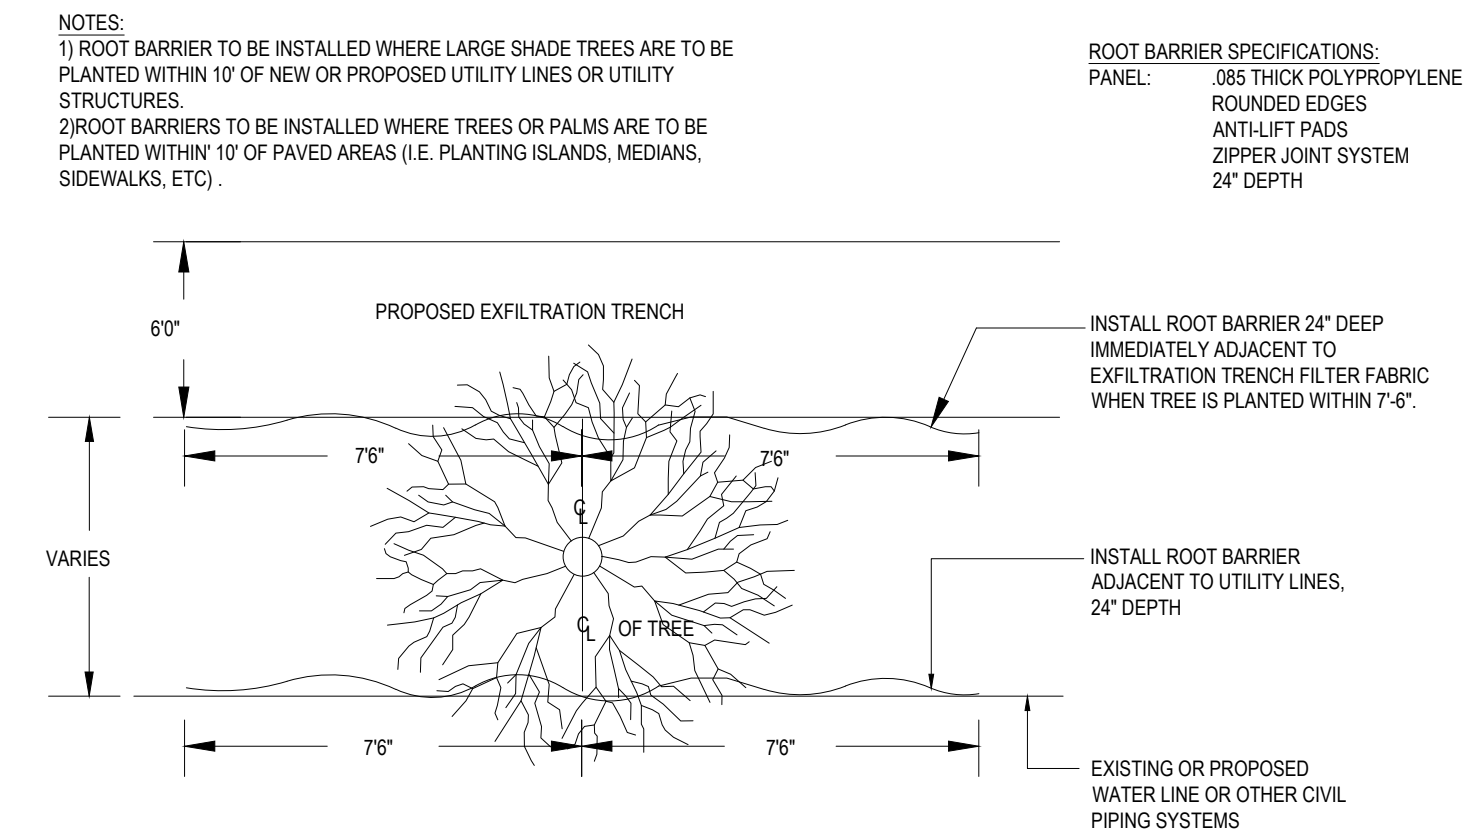 NOTES:
1) ROOT BARRIER TO BE INSTALLED WHERE LARGE SHADE TREES ARE TO BE
PLANTED WITHIN 10' OF NEW OR PROPOSED UTILITY LINES OR UTILITY
STRUCTURES.
2)ROOT BARRIERS TO BE INSTALLED WHERE TREES OR PALMS ARE TO BE
PLANTED WITHIN' 10' OF PAVED AREAS (I.E. PLANTING ISLANDS, MEDIANS,
SIDEWALKS, ETC) .
ROOT BARRIER SPECIFICATIONS:
PANEL: .085 THICK POLYPROPYLENE
ROUNDED EDGES
ANTI-LIFT PADS
ZIPPER JOINT SYSTEM
24" DEPTH
6'0"
PROPOSED EXFILTRATION TRENCH
INSTALL ROOT BARRIER 24" DEEP
IMMEDIATELY ADJACENT TO
EXFILTRATION TRENCH FILTER FABRIC
WHEN TREE IS PLANTED WITHIN 7'-6".
7'6" 7'6"
CL
VARIES
INSTALL ROOT BARRIER
ADJACENT TO UTILITY LINES,
24" DEPTH
CL OF TREE
7'6" 7'6"
EXISTING OR PROPOSED
WATER LINE OR OTHER CIVIL
PIPING SYSTEMS